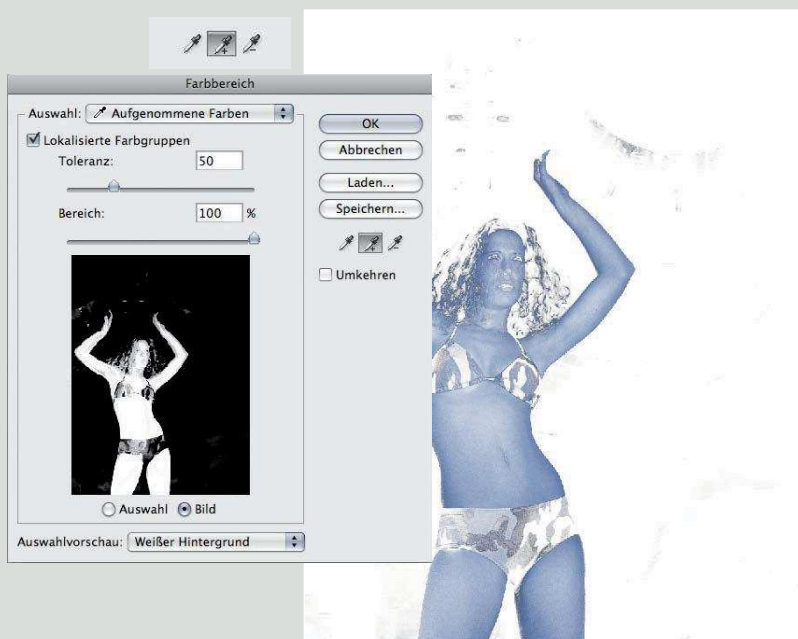 Farbbereich
Auswahl: Aufgenommene Farben
OK
Lokalisierte Farbgruppen
Abbrechen
Toleranz: 50
Laden...
Bereich: 100 %
Speichern...
Umkehren
Auswahl Bild
Auswahlvorschau: Weißer Hintergrund